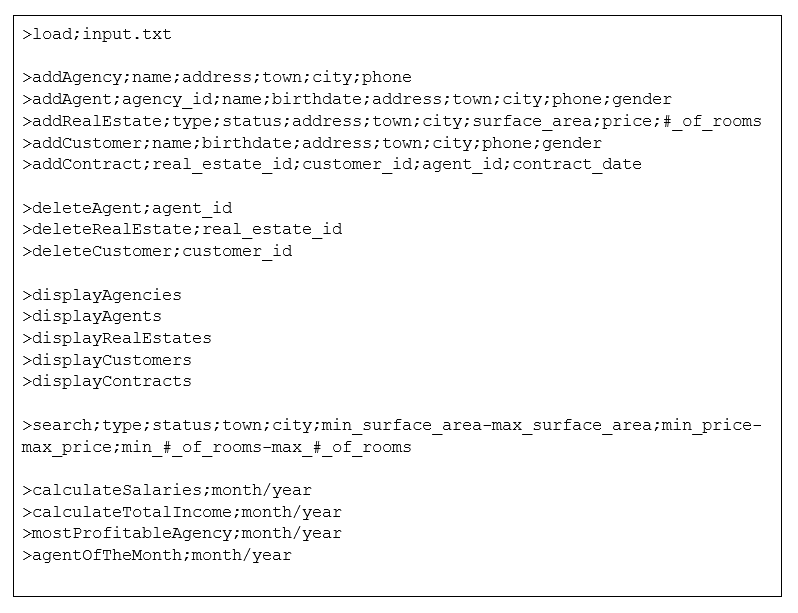 >load;input.txt
>addAgency;name;address;town;city;phone
>addAgent;agency_id;name;birthdate;address;town;city;phone;gender
>addRealEstate;type;status;address;town;city;surface_area;price;#_of_rooms
>addCustomer;name;birthdate;address;town;city;phone;gender
>addContract;real_estate_id;customer_id;agent_id;contract_date
>deleteAgent;agent_id
>deleteRealEstate;real_estate_id
>deleteCustomer;customer_id
>displayAgencies
>displayAgents
>displayRealEstates
>displayCustomers
>displayContracts
>search;type;status;town;city;min_surface_area-max_surface_area;min_price-
max_price;min_#_of_rooms-max_#_of_rooms
>calculateSalaries;month/year
>calculateTotalIncome;month/year
>mostProfitableAgency;month/year
>agentOfTheMonth;month/year